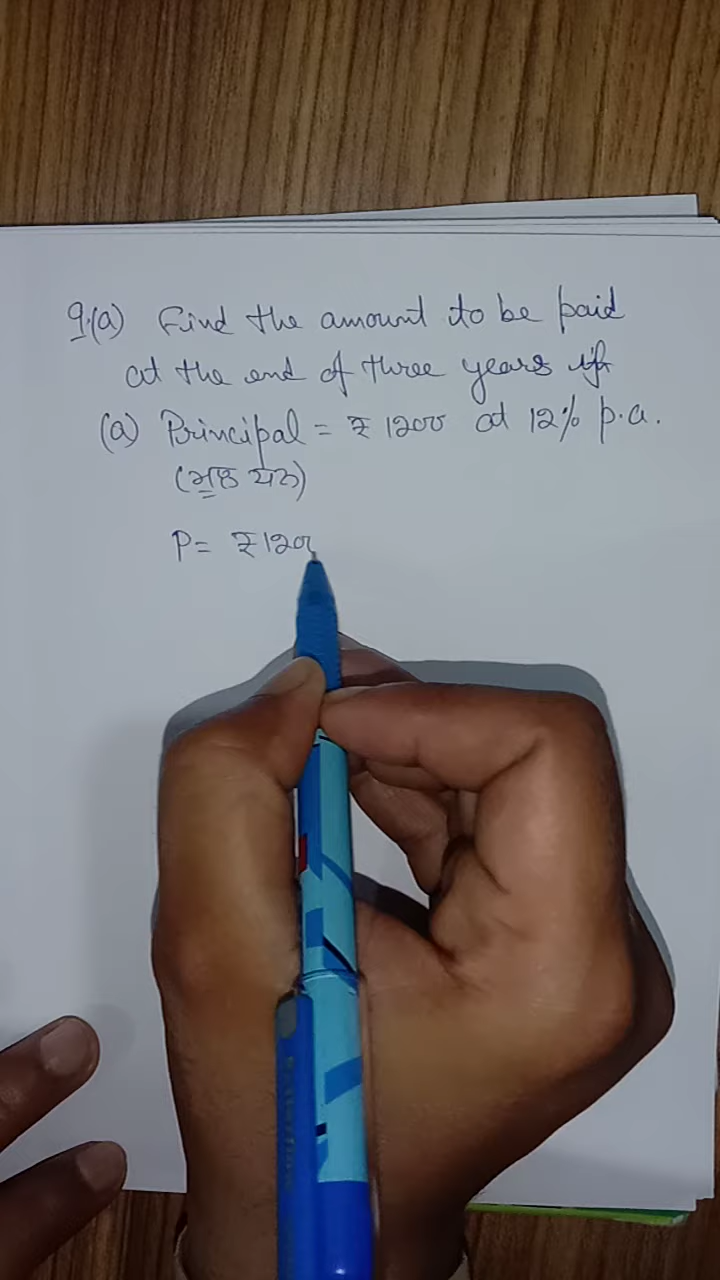 9.(a) Find the amount to be paid
at the end of three years if
(a) Principal = ₹ 1200 at 12% p.a.
P = ₹1200